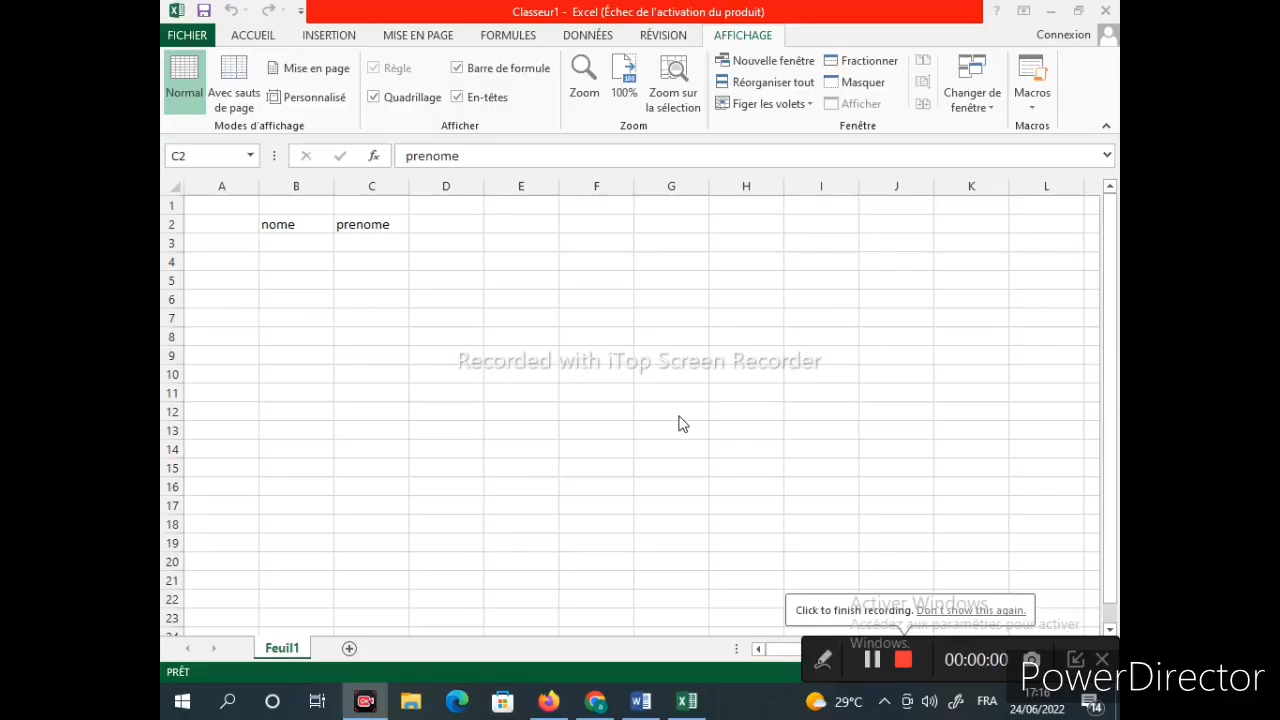 Classeur1 - Excel (Échec de l'activation du produit)
FICHIER ACCUEIL INSERTION MISE EN PAGE FORMULES DONNÉES RÉVISION AFFICHAGE Connexion
Normal
Avec sauts de page
Mise en page
Personnalisé
Modes d'affichage
Règle
Barre de formule
Quadrillage
En-têtes
Afficher
Zoom
100%
Zoom sur la sélection
Zoom
Nouvelle fenêtre
Réorganiser tout
Figer les volets
Fractionner
Masquer
Afficher
Changer de fenêtre
Fenêtre
Macros
Macros
C2 fx prenome
A B C D E F G H I J K L
1
2 nome prenome
3
4
5
6
7
8
9
Recorded with iTop Screen Recorder
10
11
12
13
14
15
16
17
18
19
20
21
22
23
24
Activer Windows
Click to finish recording. Don't show this again.
Accédez aux paramètres pour activer
Windows.
Feuil1
00:00:00
PRÊT
PowerDirector
29°C FRA 17:16
24/06/2022
14